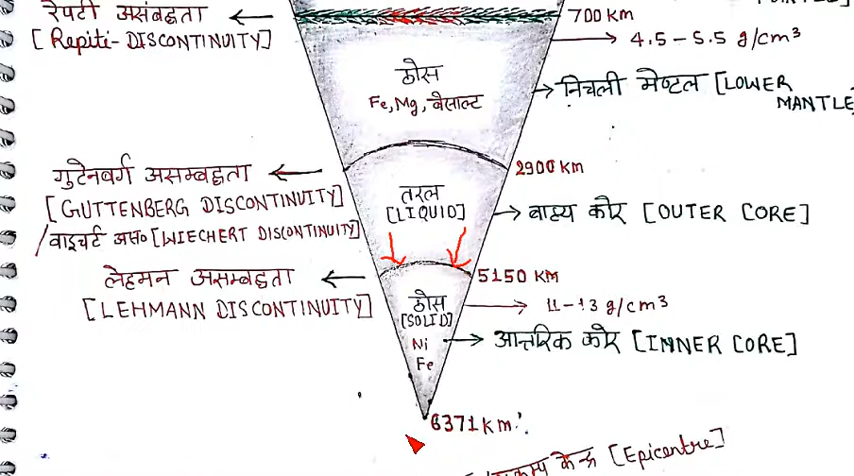 रेपटी असंबद्धता
[Repiti-DISCONTINUITY]
700 KM
4.5-5.5 g/cm³
ठोस
Fe, Mg, बेसाल्ट
निचली मेण्टल [LOWER
MANTLE]
गुटेनबर्ग असम्बद्धता
[GUTTENBERG DISCONTINUITY]
/वाइचर्ट अस० [WIECHERT DISCONTINUITY]
2900 KM
तरल
[LIQUID]
बाह्य कोर [OUTER CORE]
लेहमन असम्बद्धता
[LEHMANN DISCONTINUITY]
5150 KM
ठोस
[SOLID]
11-13 g/cm³
Ni
Fe
आन्तरिक कोर [INNER CORE]
6371 KM
केन्द्र [Epicentre]